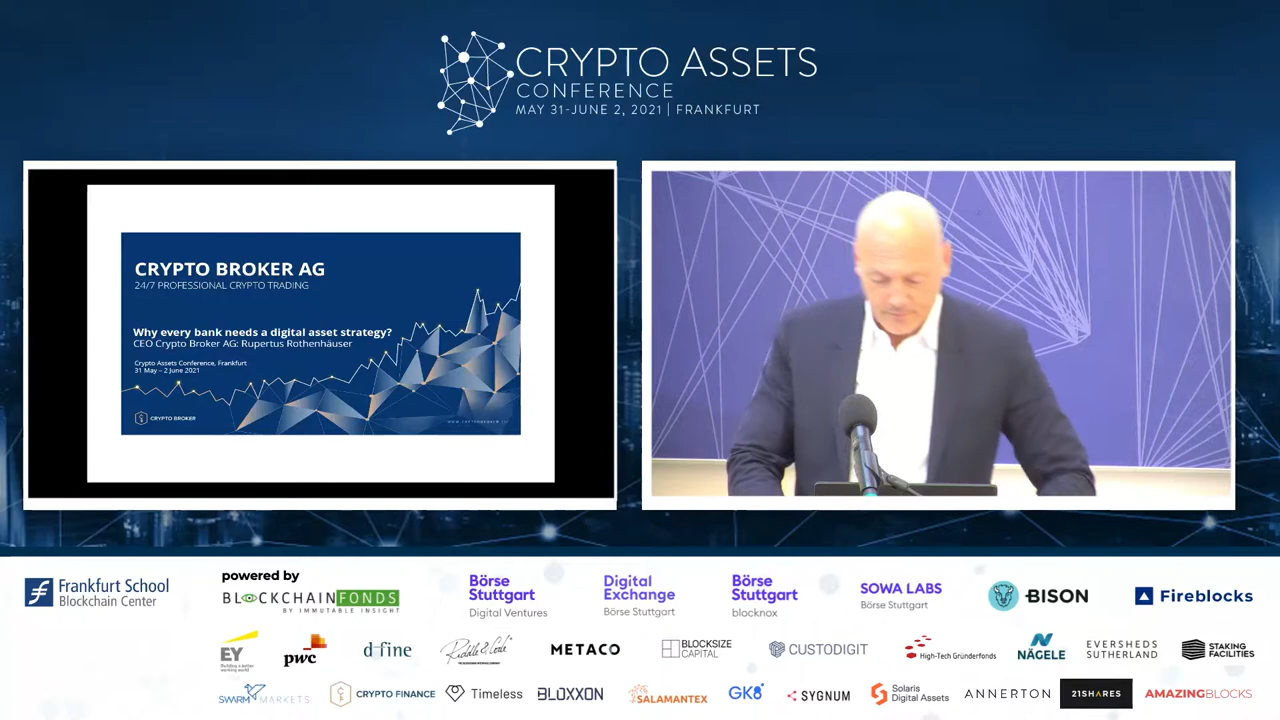 CRYPTO ASSETS
CONFERENCE
MAY 31-JUNE 2, 2021 | FRANKFURT
CRYPTO BROKER AG
24/7 PROFESSIONAL CRYPTO TRADING
Why every bank needs a digital asset strategy?
CEO Crypto Broker AG: Rupertus Rothenhäuser
Crypto Assets Conference, Frankfurt
31 May – 2 June 2021
CRYPTO BROKER
Frankfurt School
Blockchain Center
powered by
BLOCKCHAINFONDS
BY IMMUTABLE INSIGHT
Börse
Stuttgart
Digital Ventures
Digital
Exchange
Börse Stuttgart
Börse
Stuttgart
blocknox
SOWA LABS
Börse Stuttgart
BISON
Fireblocks
EY
Building a better
working world
pwc
d-fine
Riddle & Code
METACO
BLOCKSIZE
CAPITAL
CUSTODIGIT
High-Tech Gründerfonds
NÄGELE
EVERSHEDS
SUTHERLAND
STAKING
FACILITIES
SWARM MARKETS
CRYPTO FINANCE
Timeless
BLOXXON
SALAMANTEX
GK8
SYGNUM
Solaris
Digital Assets
ANNERTON
21SHARES
AMAZINGBLOCKS